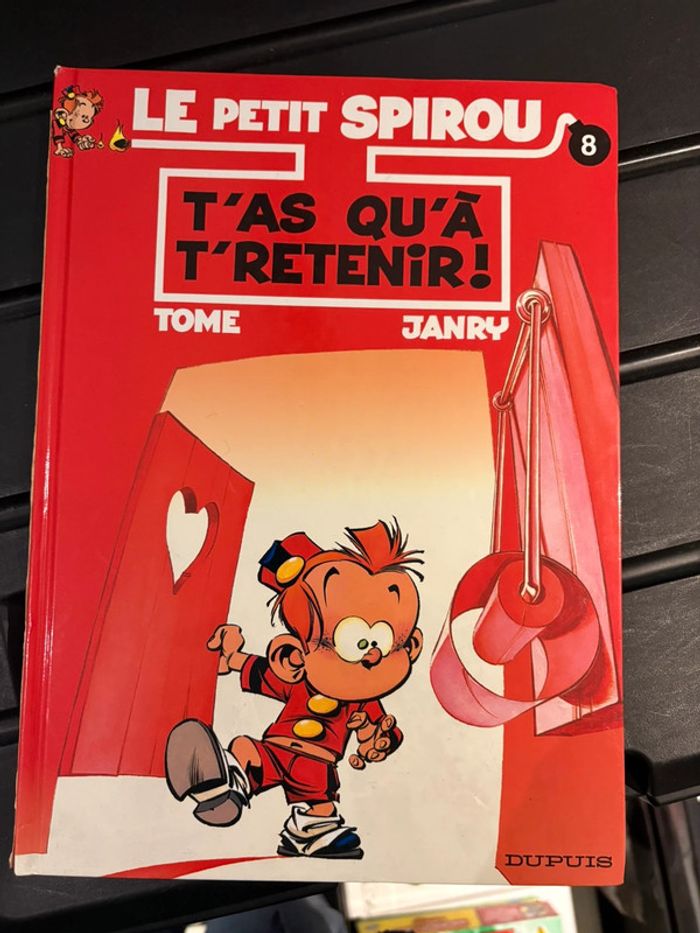 LE PETIT SPIROU
8
T'AS QU'À
T'RETENiR!
TOME
JANRY
DUPUIS